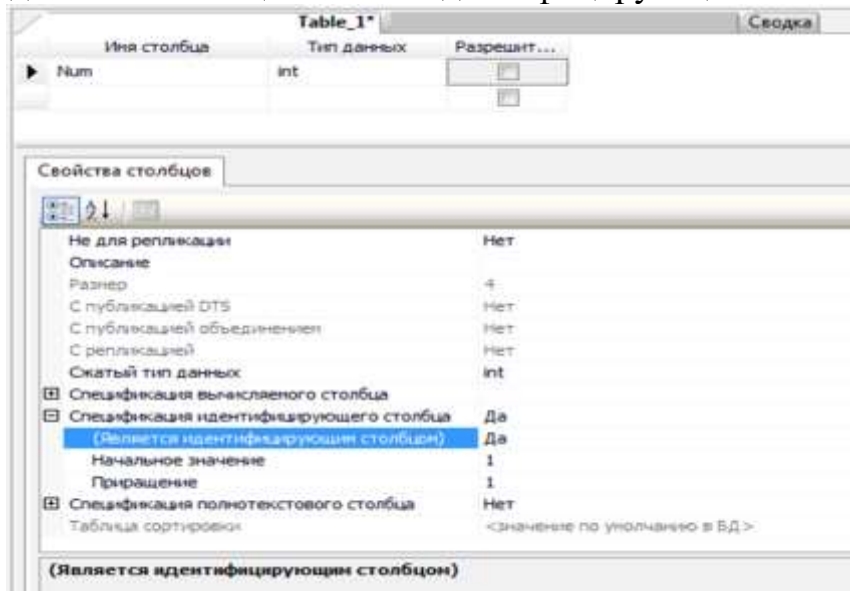 Table_1* Сводка
Имя столбца Тип данных Разрешит...
Num int
Свойства столбцов
Не для репликации Нет
Описание
Размер 4
С публикацией DTS Нет
С публикацией объединением Нет
С репликацией Нет
Сжатый тип данных int
Спецификация вычисляемого столбца
Спецификация идентифицирующего столбца Да
(Является идентифицирующим столбцом) Да
Начальное значение 1
Приращение 1
Спецификация полнотекстового столбца Нет
Таблица сортировки <значение по умолчанию в БД>
(Является идентифицирующим столбцом)